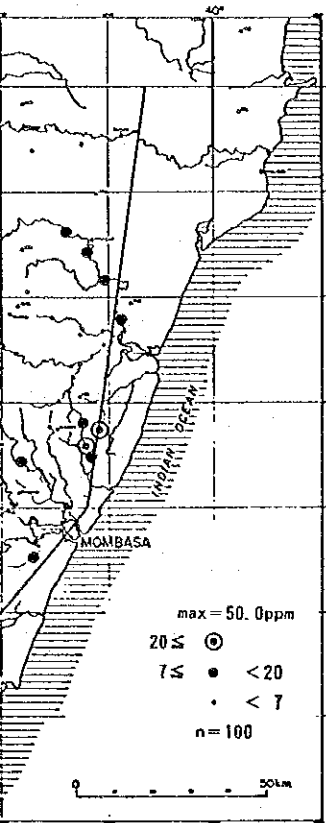 40°
INDIAN OCEAN
MOMBASA
max=50.0ppm
20≤ ◉
7≤ ● <20
• < 7
n=100
0 50km